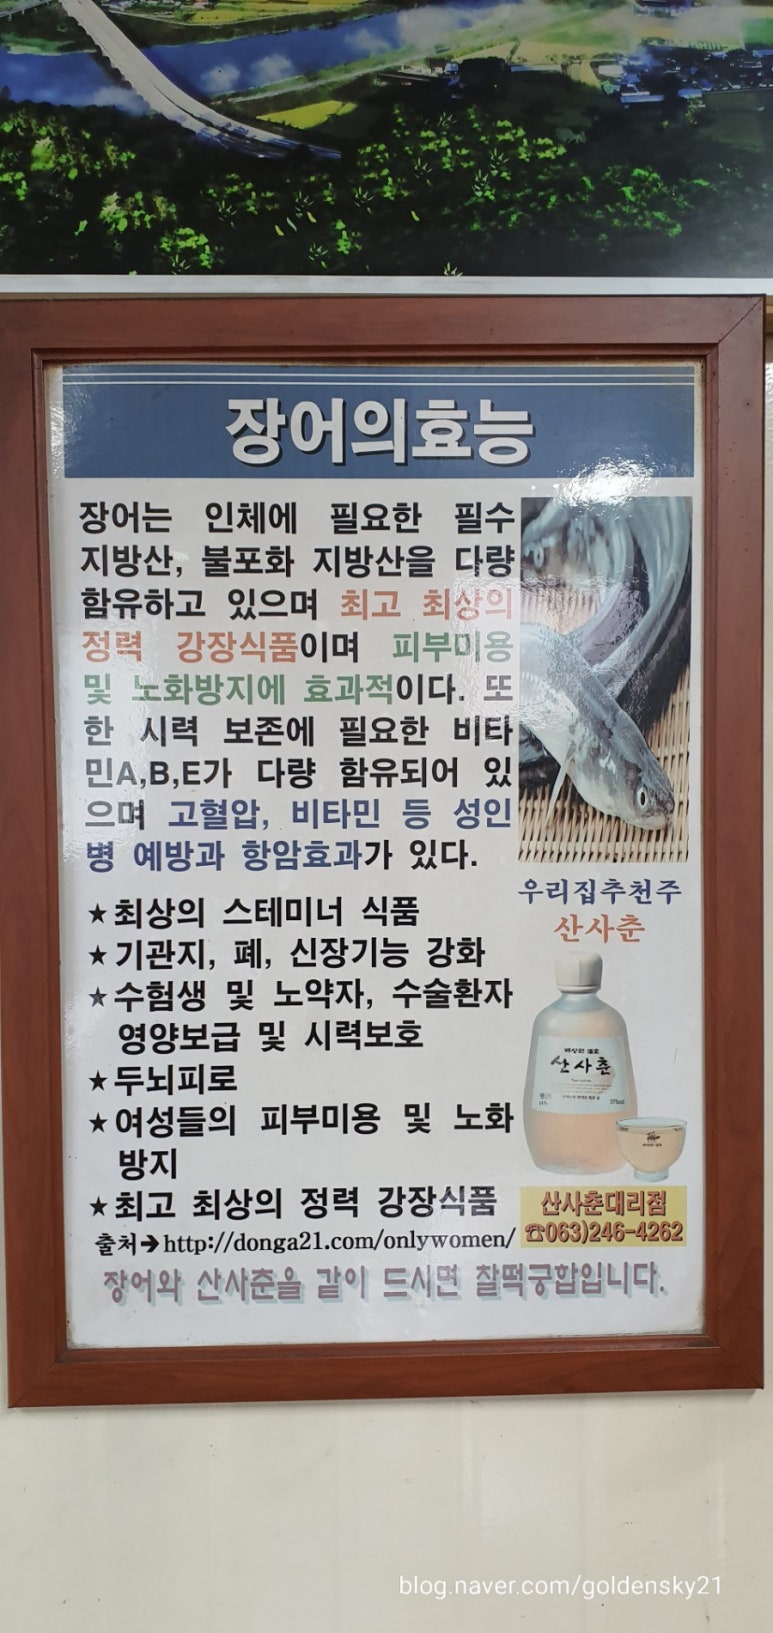 장어의효능
장어는 인체에 필요한 필수
지방산, 불포화 지방산을 다량
함유하고 있으며 최고 최상의
정력 강장식품이며 피부미용
및 노화방지에 효과적이다. 또
한 시력 보존에 필요한 비타
민A,B,E가 다량 함유되어 있
으며 고혈압, 비타민 등 성인
병 예방과 항암효과가 있다.
★최상의 스테미너 식품
★기관지, 폐, 신장기능 강화
★수험생 및 노약자, 수술환자
영양보급 및 시력보호
★두뇌피로
★여성들의 피부미용 및 노화
방지
★최고 최상의 정력 강장식품
출처➔http://donga21.com/onlywomen/
우리집추천주
산사춘
산사춘
375ml
산사춘대리점
☎063)246-4262
장어와 산사춘을 같이 드시면 찰떡궁합입니다.
blog.naver.com/goldensky21